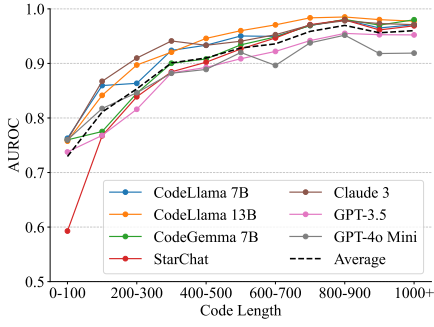 1.0
0.9
0.8
0.7
0.6
0.5
AUROC
CodeLlama 7B
CodeLlama 13B
CodeGemma 7B
StarChat
Claude 3
GPT-3.5
GPT-4o Mini
Average
0-100 200-300 400-500 600-700 800-900 1000+
Code Length